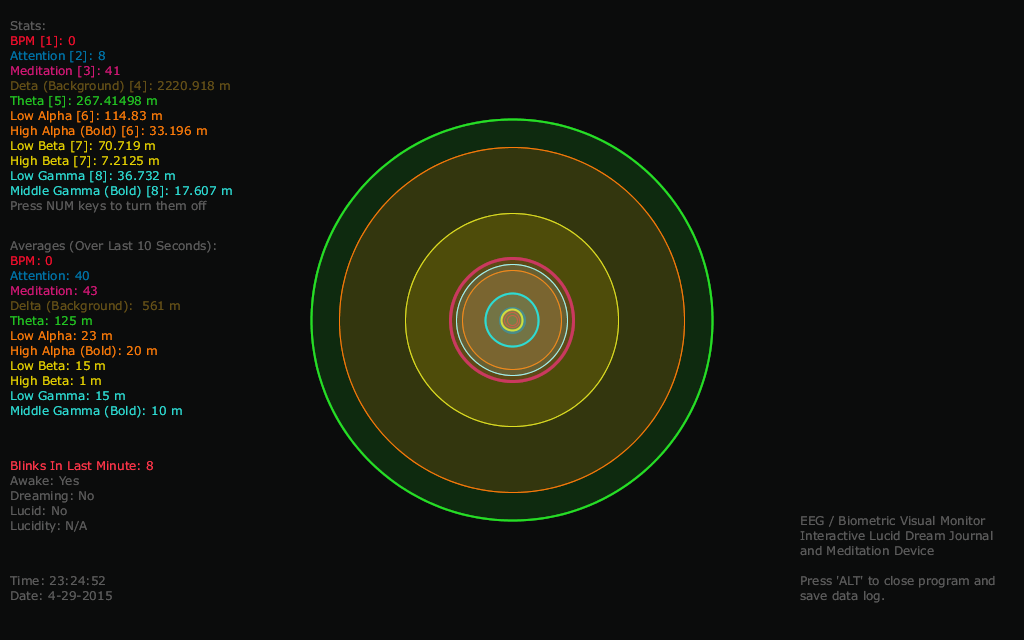 Stats:
BPM [1]: 0
Attention [2]: 8
Meditation [3]: 41
Deta (Background) [4]: 2220.918 m
Theta [5]: 267.41498 m
Low Alpha [6]: 114.83 m
High Alpha (Bold) [6]: 33.196 m
Low Beta [7]: 70.719 m
High Beta [7]: 7.2125 m
Low Gamma [8]: 36.732 m
Middle Gamma (Bold) [8]: 17.607 m
Press NUM keys to turn them off
Averages (Over Last 10 Seconds):
BPM: 0
Attention: 40
Meditation: 43
Delta (Background):  561 m
Theta: 125 m
Low Alpha: 23 m
High Alpha (Bold): 20 m
Low Beta: 15 m
High Beta: 1 m
Low Gamma: 15 m
Middle Gamma (Bold): 10 m
Blinks In Last Minute: 8
Awake: Yes
Dreaming: No
Lucid: No
Lucidity: N/A
Time: 23:24:52
Date: 4-29-2015
EEG / Biometric Visual Monitor
Interactive Lucid Dream Journal
and Meditation Device
Press 'ALT' to close program and
save data log.